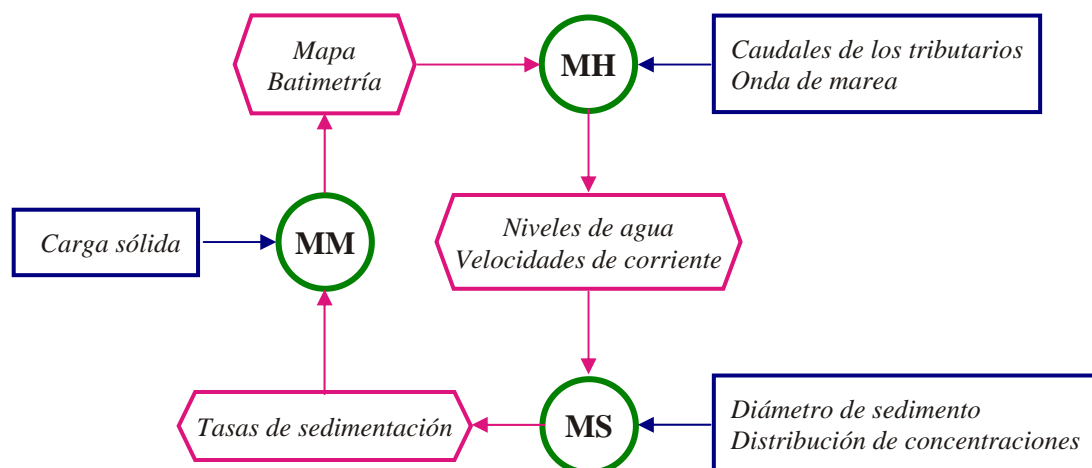 Mapa
Batimetría
MH
Caudales de los tributarios
Onda de marea
Carga sólida
MM
Niveles de agua
Velocidades de corriente
Tasas de sedimentación
MS
Diámetro de sedimento
Distribución de concentraciones